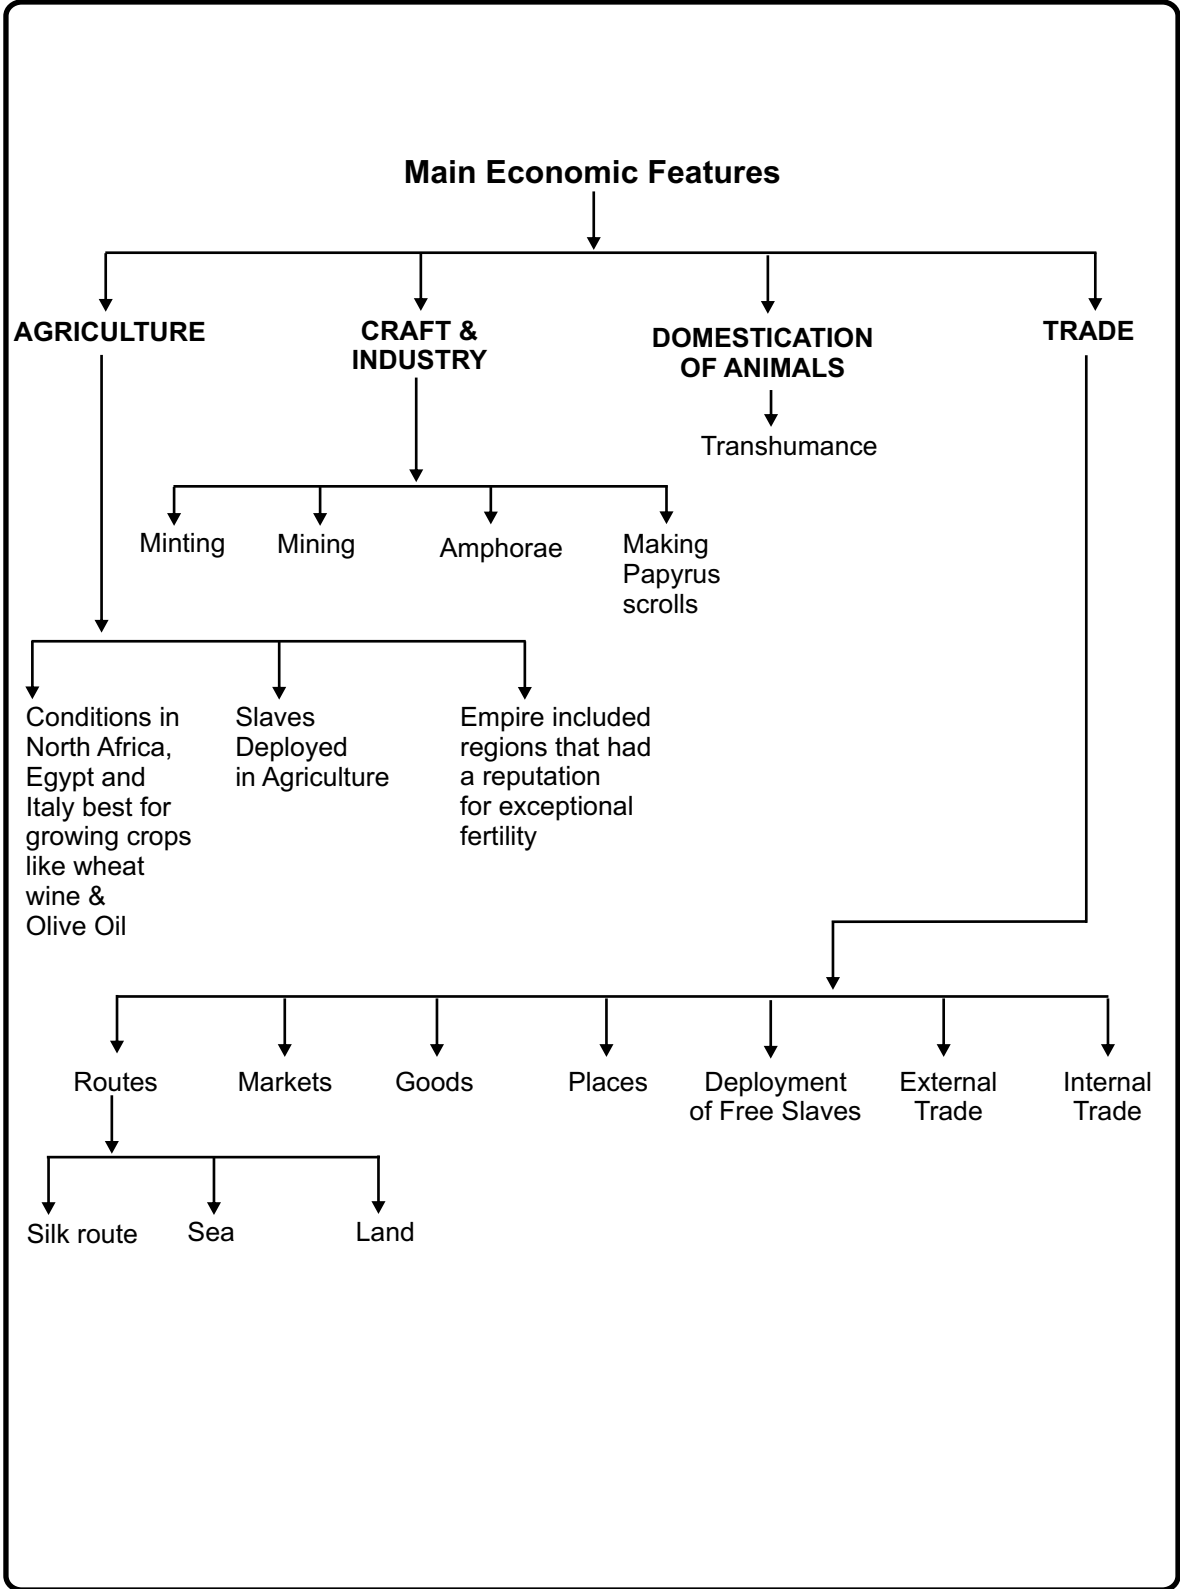 Main Economic Features
AGRICULTURE
CRAFT &
INDUSTRY
DOMESTICATION
OF ANIMALS
TRADE
Transhumance
Minting
Mining
Amphorae
Making
Papyrus
scrolls
Conditions in
North Africa,
Egypt and
Italy best for
growing crops
like wheat
wine &
Olive Oil
Slaves
Deployed
in Agriculture
Empire included
regions that had
a reputation
for exceptional
fertility
Routes
Markets
Goods
Places
Deployment
of Free Slaves
External
Trade
Internal
Trade
Silk route
Sea
Land